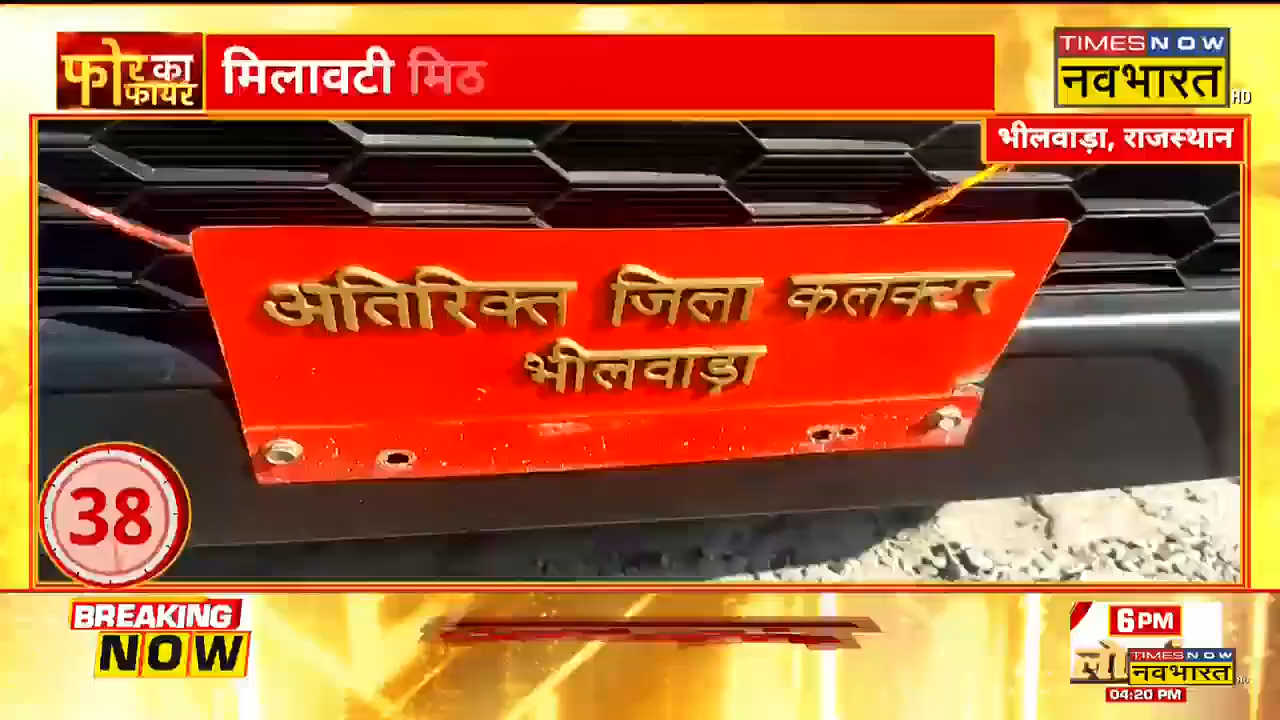 फोर का
फायर
मिलावटी मिठ
TIMES NOW
नवभारत
HD
भीलवाड़ा, राजस्थान
अतिरिक्त जिला कलक्टर
भीलवाड़ा
38
BREAKING
NOW
6PM
TIMES NOW
नवभारत
04:20 PM